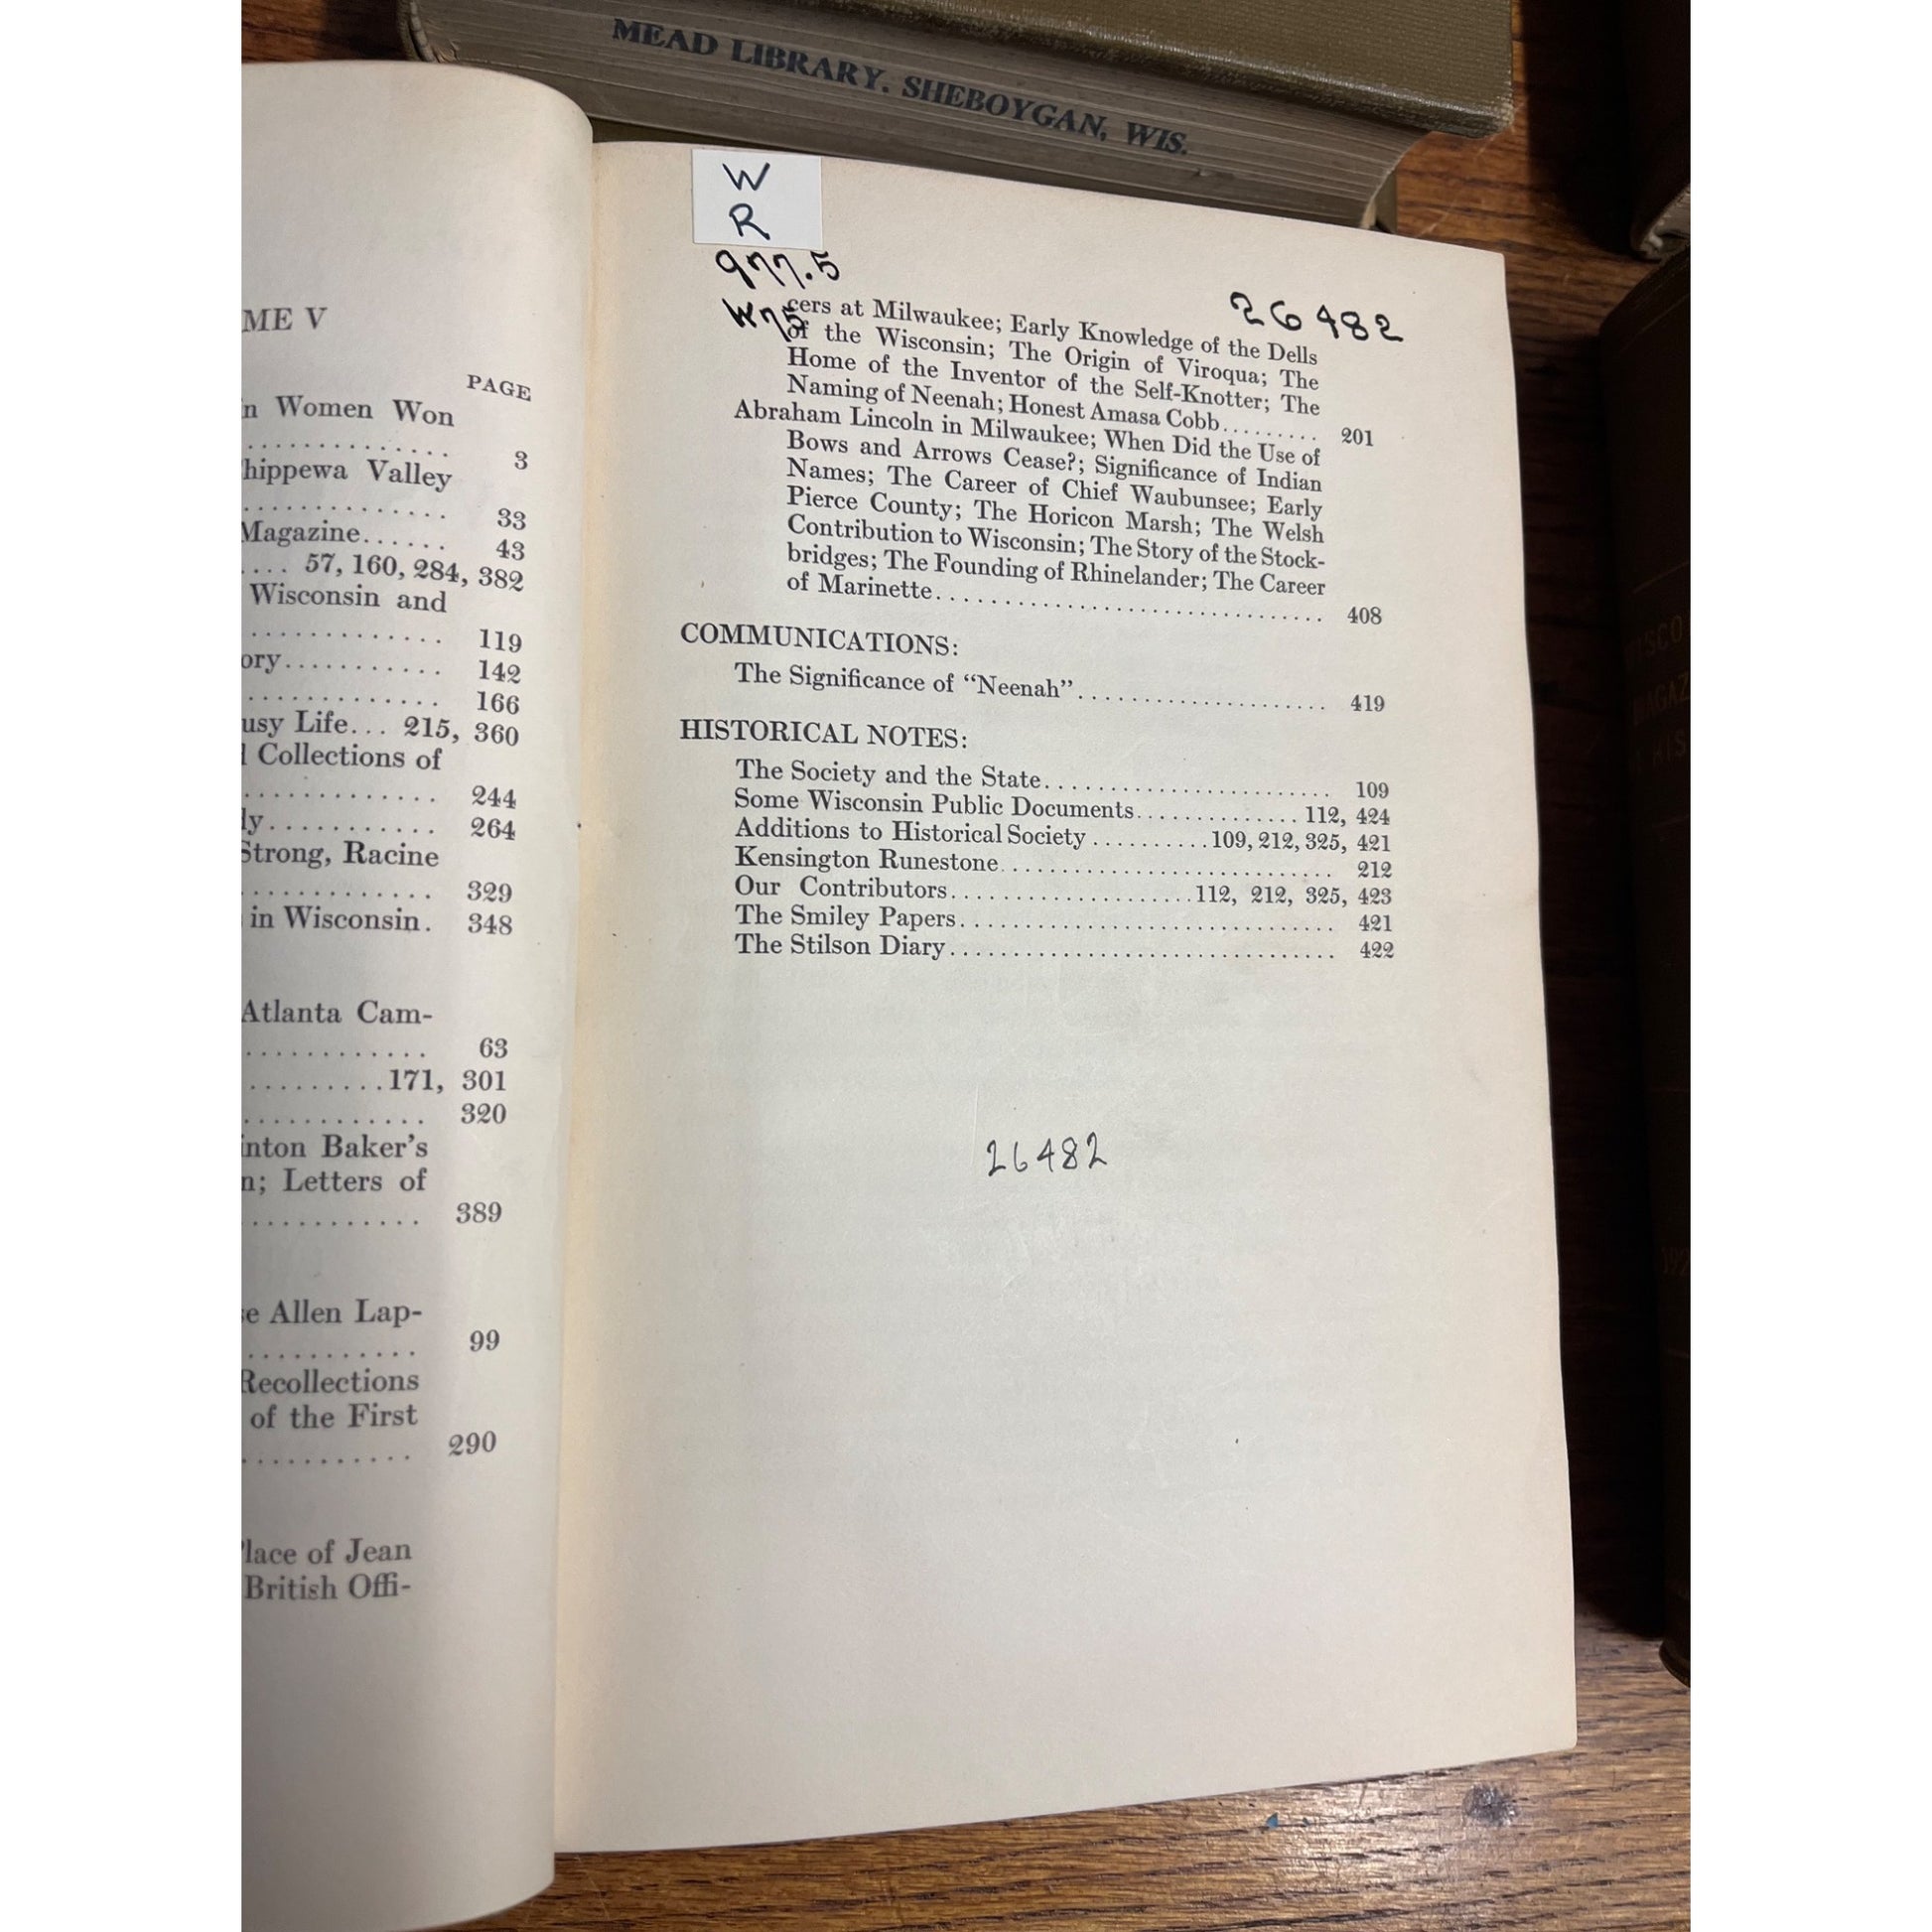 MEAD LIBRARY, SHEBOYGAN, WIS.
ME V
PAGE
n Women Won
.............. 3
hippewa Valley
.............. 33
Magazine...... 43
.... 57, 160, 284, 382
Wisconsin and
.............. 119
ory........... 142
.............. 166
usy Life... 215, 360
l Collections of
.............. 244
ly........... 264
Strong, Racine
.............. 329
in Wisconsin. 348
Atlanta Cam-
............ 63
.........171, 301
............ 320
inton Baker's
n; Letters of
............ 389
e Allen Lap-
........... 99
Recollections
of the First
........... 290
lace of Jean
British Offi-
W
R
977.5
W75
26482
cers at Milwaukee; Early Knowledge of the Dells
of the Wisconsin; The Origin of Viroqua; The
Home of the Inventor of the Self-Knotter; The
Naming of Neenah; Honest Amasa Cobb......... 201
Abraham Lincoln in Milwaukee; When Did the Use of
Bows and Arrows Cease?; Significance of Indian
Names; The Career of Chief Waubunsee; Early
Pierce County; The Horicon Marsh; The Welsh
Contribution to Wisconsin; The Story of the Stock-
bridges; The Founding of Rhinelander; The Career
of Marinette................................ 408
COMMUNICATIONS:
The Significance of “Neenah”..................... 419
HISTORICAL NOTES:
The Society and the State........................ 109
Some Wisconsin Public Documents.............. 112, 424
Additions to Historical Society ..........109, 212, 325, 421
Kensington Runestone............................ 212
Our Contributors.....................112, 212, 325, 423
The Smiley Papers................................ 421
The Stilson Diary................................. 422
26482